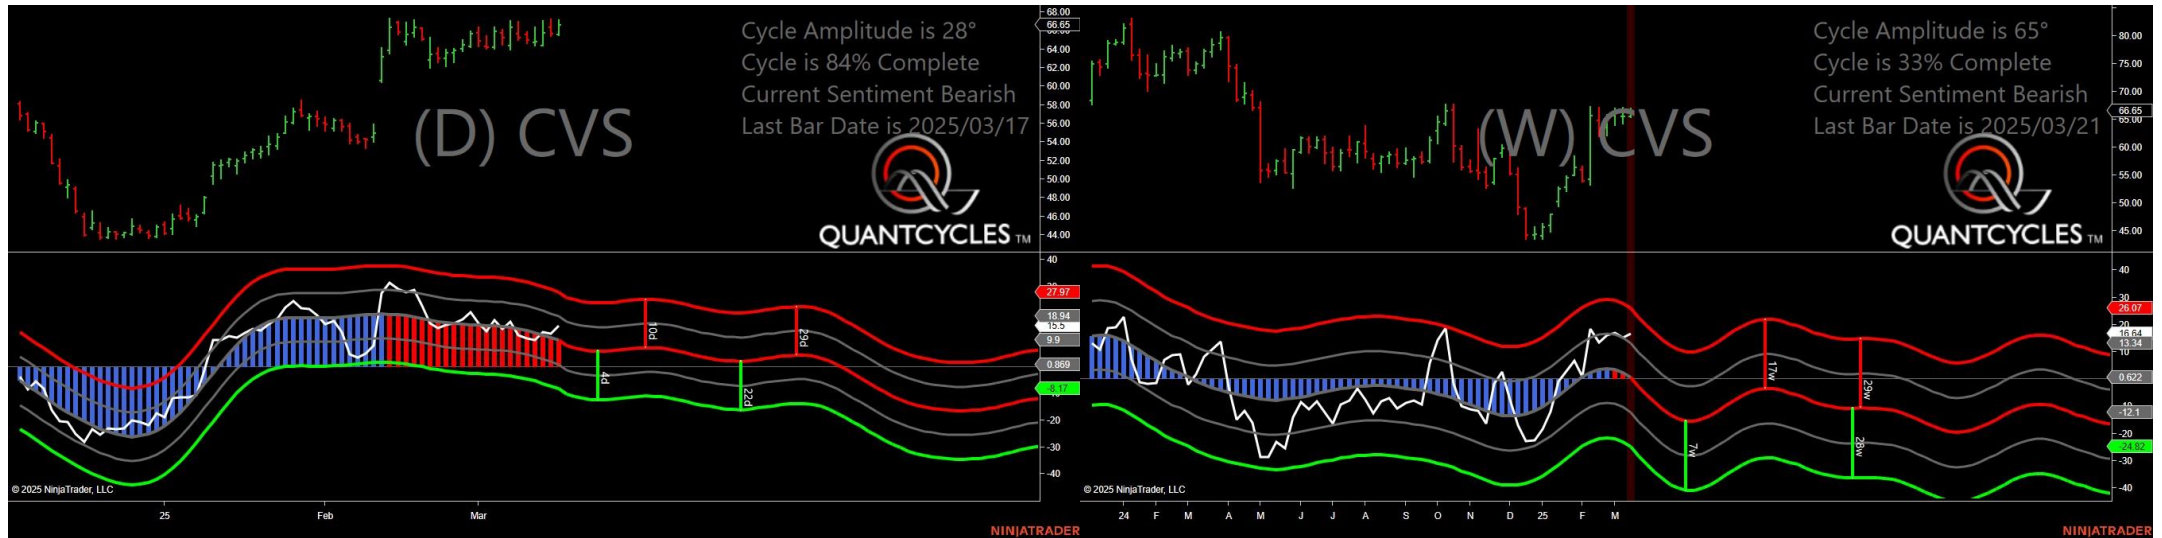 Cycle Amplitude is 28°
Cycle is 84% Complete
Current Sentiment Bearish
Last Bar Date is 2025/03/17
(D) CVS
QUANTCYCLES TM
68.00
66.65
64.00
62.00
60.00
58.00
56.00
54.00
52.00
50.00
48.00
46.00
44.00
40
27.97
18.94
15.5
9.9
0.869
-8.17
-20
-30
-40
4d
10d
22d
29d
© 2025 NinjaTrader, LLC
25
Feb
Mar
NINJATRADER
Cycle Amplitude is 65°
Cycle is 33% Complete
Current Sentiment Bearish
Last Bar Date is 2025/03/21
(W) CVS
QUANTCYCLES TM
80.00
75.00
70.00
66.65
65.00
60.00
55.00
50.00
45.00
40
30
26.07
20
16.64
13.34
10
0.622
-12.1
-20
-24.82
-30
-40
7w
17w
28w
29w
© 2025 NinjaTrader, LLC
24 F M A M J J A S O N D 25 F M
NINJATRADER